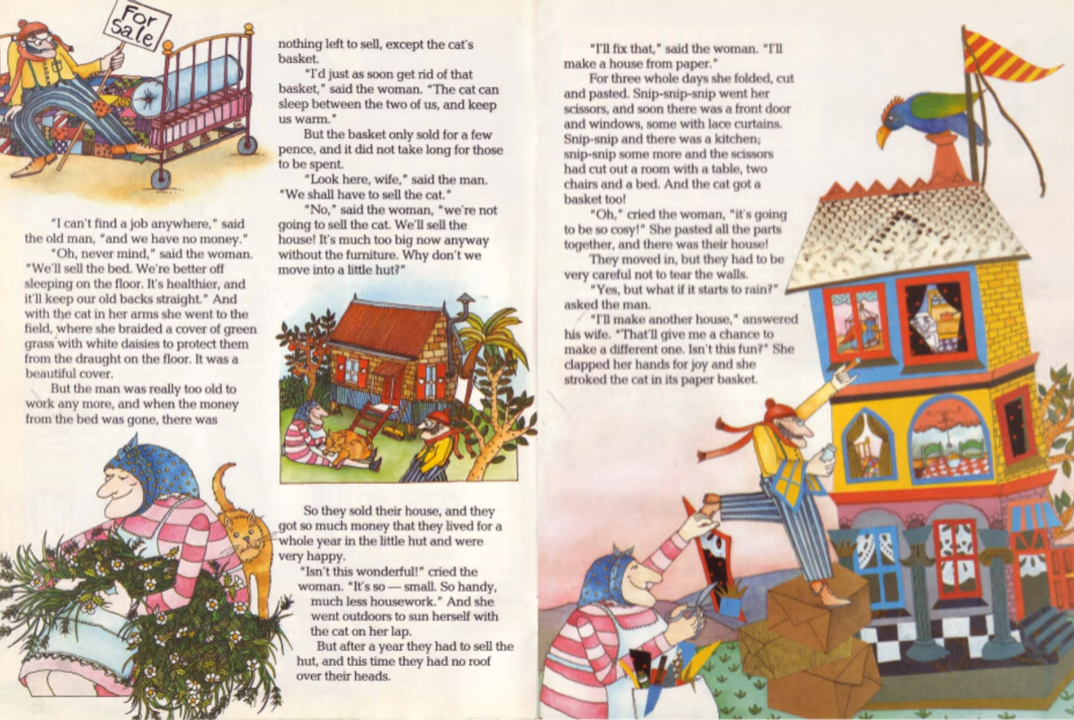 For
Sale
"I can't find a job anywhere," said
the old man, "and we have no money."
"Oh, never mind," said the woman.
"We'll sell the bed. We're better off
sleeping on the floor. It's healthier, and
it'll keep our old backs straight." And
with the cat in her arms she went to the
field, where she braided a cover of green
grass with white daisies to protect them
from the draught on the floor. It was a
beautiful cover.
But the man was really too old to
work any more, and when the money
from the bed was gone, there was
nothing left to sell, except the cat's
basket.
"I'd just as soon get rid of that
basket," said the woman. "The cat can
sleep between the two of us, and keep
us warm."
But the basket only sold for a few
pence, and it did not take long for those
to be spent.
"Look here, wife," said the man.
"We shall have to sell the cat."
"No," said the woman, "we're not
going to sell the cat. We'll sell the
house! It's much too big now anyway
without the furniture. Why don't we
move into a little hut?"
So they sold their house, and they
got so much money that they lived for a
whole year in the little hut and were
very happy.
"Isn't this wonderful!" cried the
woman. "It's so — small. So handy,
much less housework." And she
went outdoors to sun herself with
the cat on her lap.
But after a year they had to sell the
hut, and this time they had no roof
over their heads.
"I'll fix that," said the woman. "I'll
make a house from paper."
For three whole days she folded, cut
and pasted. Snip-snip-snip went her
scissors, and soon there was a front door
and windows, some with lace curtains.
Snip-snip and there was a kitchen;
snip-snip some more and the scissors
had cut out a room with a table, two
chairs and a bed. And the cat got a
basket too!
"Oh," cried the woman, "it's going
to be so cosy!" She pasted all the parts
together, and there was their house!
They moved in, but they had to be
very careful not to tear the walls.
"Yes, but what if it starts to rain?"
asked the man.
"I'll make another house," answered
his wife. "That'll give me a chance to
make a different one. Isn't this fun?" She
clapped her hands for joy and she
stroked the cat in its paper basket.